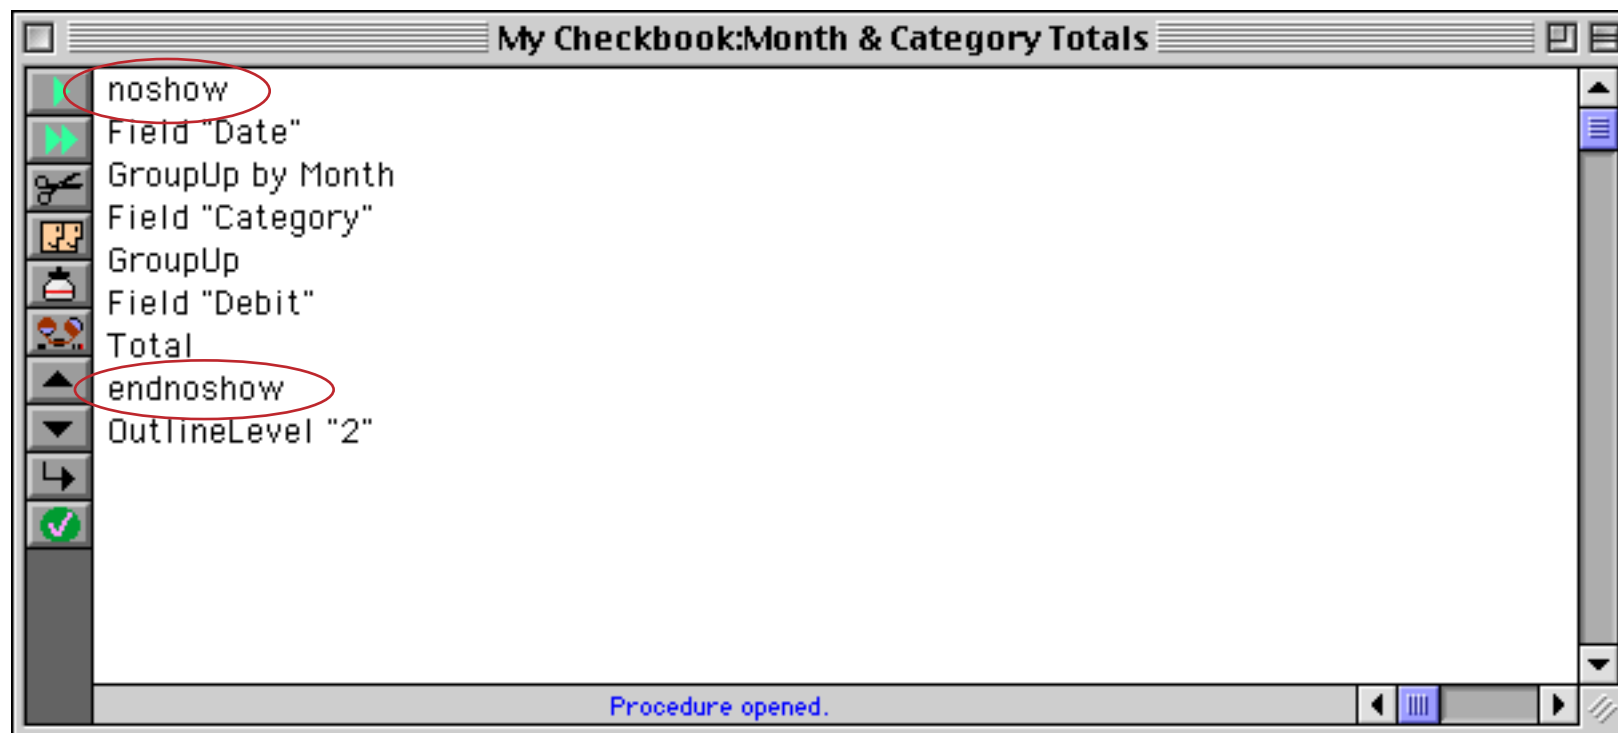 My Checkbook:Month & Category Totals
noshow
Field "Date"
GroupUp by Month
Field "Category"
GroupUp
Field "Debit"
Total
endnoshow
OutlineLevel "2"
Procedure opened.